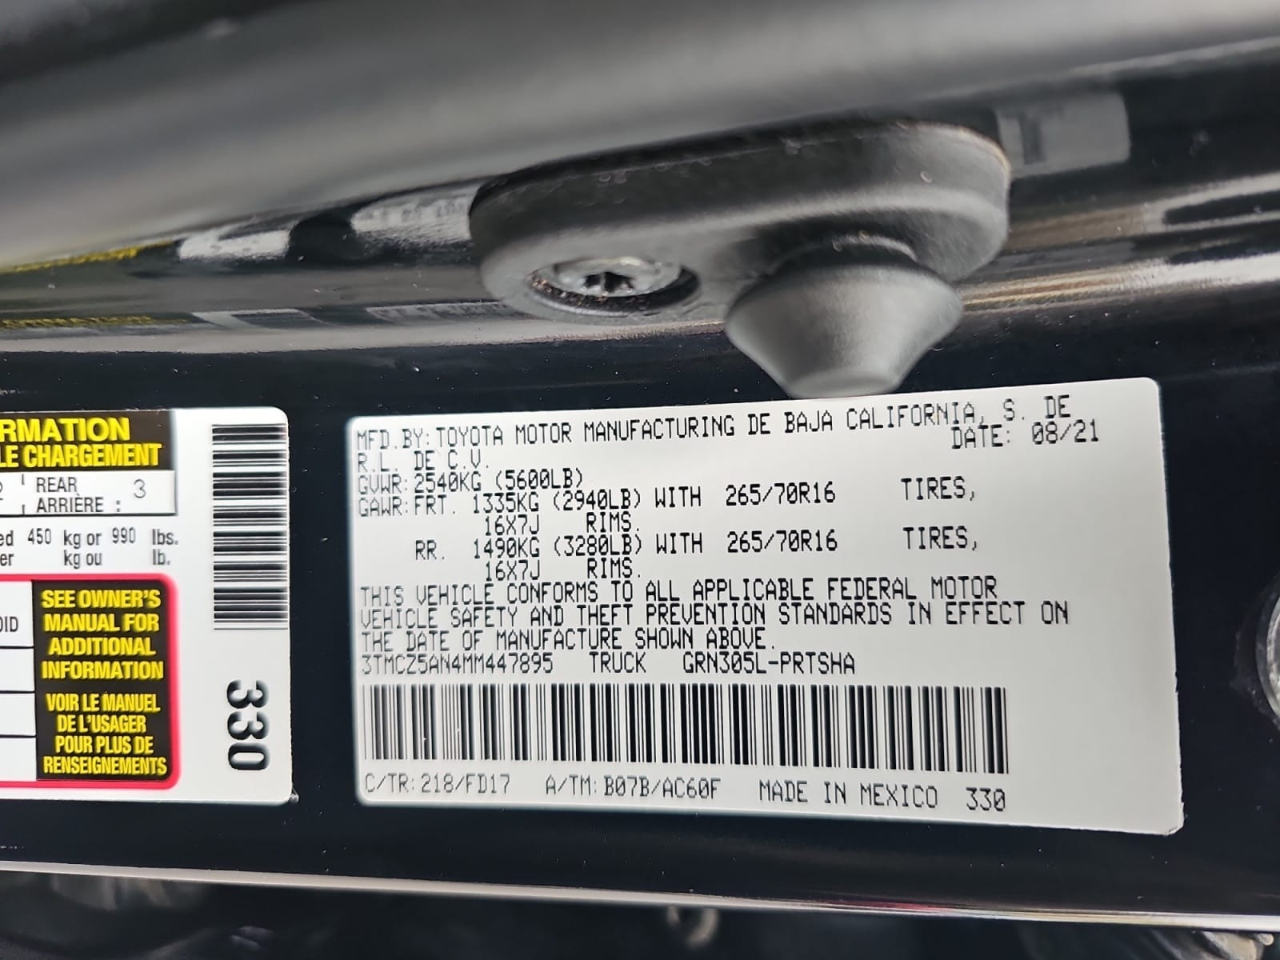 RMATION
LE CHARGEMENT
REAR
ARRIÈRE : 3
ed 450 kg or 990 lbs.
er kg ou lb.
OID
SEE OWNER'S
MANUAL FOR
ADDITIONAL
INFORMATION
VOIR LE MANUEL
DE L'USAGER
POUR PLUS DE
RENSEIGNEMENTS
330
MFD. BY: TOYOTA MOTOR MANUFACTURING DE BAJA CALIFORNIA, S. DE
R.L. DE C.V. DATE: 08/21
GVWR: 2540KG (5600LB)
GAWR: FRT. 1335KG (2940LB) WITH 265/70R16 TIRES,
16X7J RIMS.
RR. 1490KG (3280LB) WITH 265/70R16 TIRES,
16X7J RIMS.
THIS VEHICLE CONFORMS TO ALL APPLICABLE FEDERAL MOTOR
VEHICLE SAFETY AND THEFT PREVENTION STANDARDS IN EFFECT ON
THE DATE OF MANUFACTURE SHOWN ABOVE.
3TMCZ5AN4MM447895 TRUCK GRN305L-PRTSHA
C/TR: 218/FD17 A/TM: B07B/AC60F MADE IN MEXICO 330